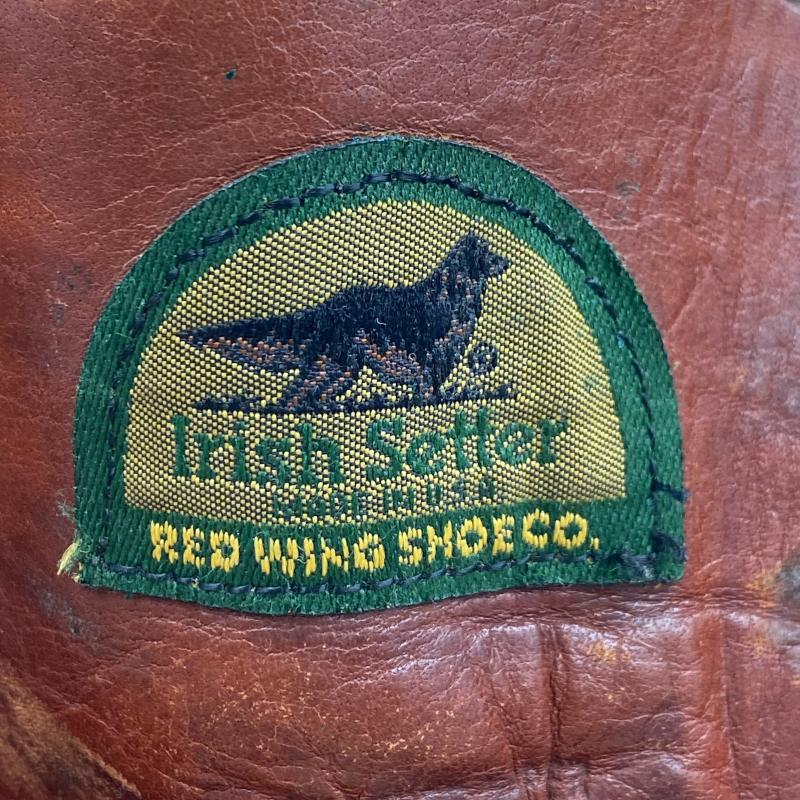 Irish Setter
MADE IN U.S.A.
RED WING SHOE CO.